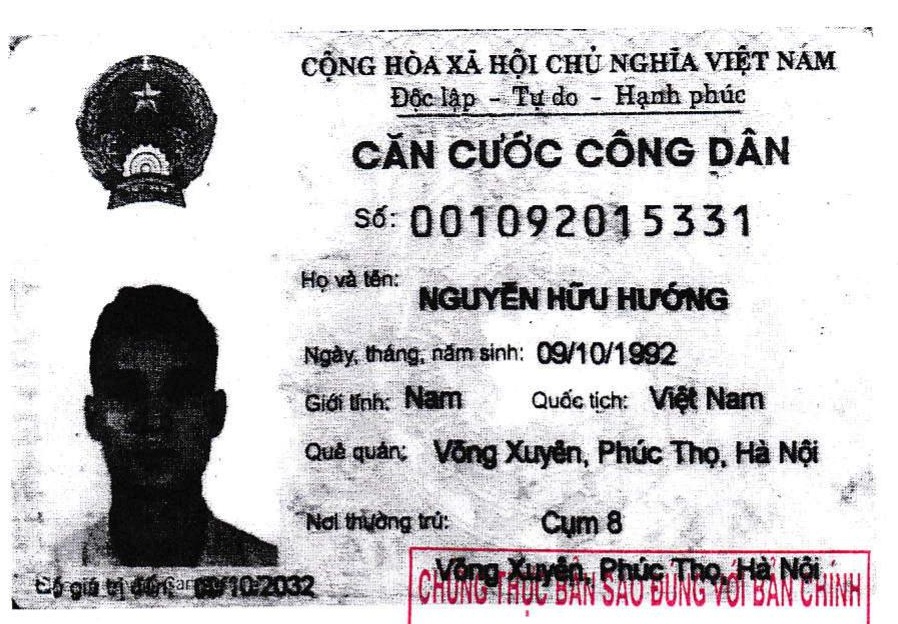 CỘNG HÒA XÃ HỘI CHỦ NGHĨA VIỆT NAM
Độc lập - Tự do - Hạnh phúc
CĂN CƯỚC CÔNG DÂN
Số: 001092015331
Họ và tên:
NGUYỄN HỮU HƯỚNG
Ngày, tháng, năm sinh: 09/10/1992
Giới tính: Nam Quốc tịch: Việt Nam
Quê quán: Võng Xuyên, Phúc Thọ, Hà Nội
Nơi thường trú: Cụm 8
Võng Xuyên, Phúc Thọ, Hà Nội
Có giá trị đến: 09/10/2032
CHỨNG THỰC BẢN SAO ĐÚNG VỚI BẢN CHÍNH